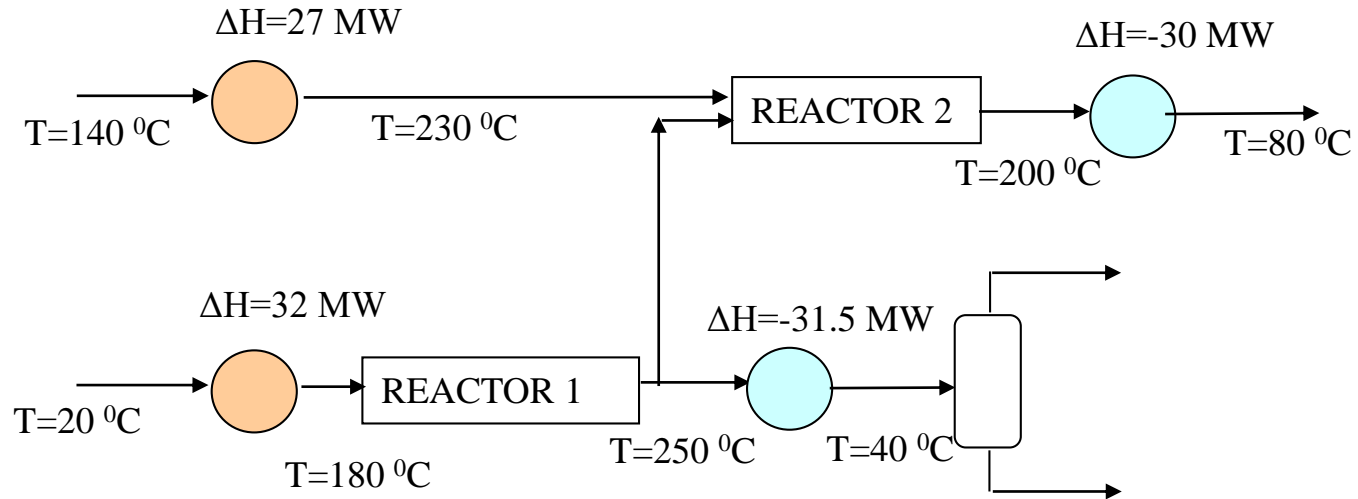 ΔH=27 MW
ΔH=-30 MW
REACTOR 2
T=140 ⁰C
T=230 ⁰C
T=200 ⁰C
T=80 ⁰C
ΔH=32 MW
ΔH=-31.5 MW
REACTOR 1
T=20 ⁰C
T=180 ⁰C
T=250 ⁰C
T=40 ⁰C